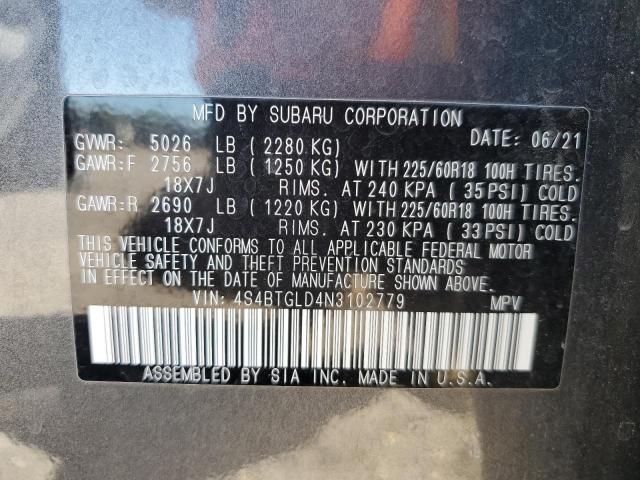 MFD BY SUBARU CORPORATION
GVWR: 5026 LB (2280 KG) DATE: 06/21
GAWR:F 2756 LB (1250 KG) WITH 225/60R18 100H TIRES.
18X7J RIMS. AT 240 KPA (35 PSI) COLD
GAWR:R 2690 LB (1220 KG) WITH 225/60R18 100H TIRES.
18X7J RIMS. AT 230 KPA (33 PSI) COLD
THIS VEHICLE CONFORMS TO ALL APPLICABLE FEDERAL MOTOR
VEHICLE SAFETY AND THEFT PREVENTION STANDARDS
IN EFFECT ON THE DATE OF MANUFACTURE SHOWN ABOVE.
VIN: 4S4BTGLD4N3102779 MPV
ASSEMBLED BY SIA INC. MADE IN U.S.A.